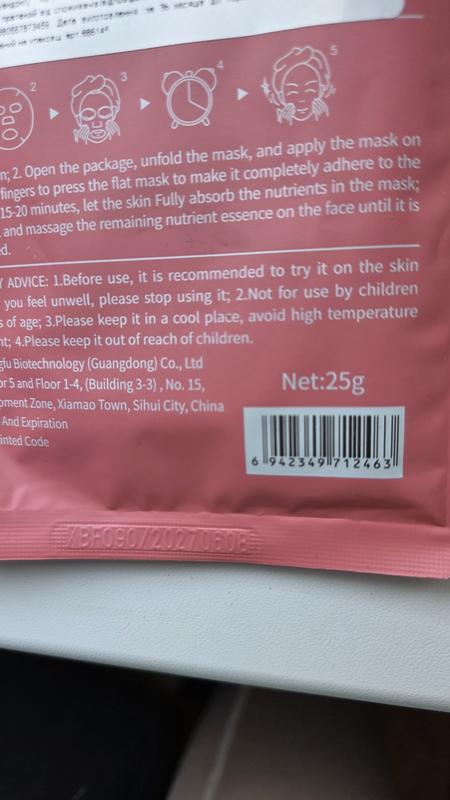 2
3
4
5
n; 2. Open the package, unfold the mask, and apply the mask on
fingers to press the flat mask to make it completely adhere to the
15-20 minutes, let the skin Fully absorb the nutrients in the mask;
and massage the remaining nutrient essence on the face until it is
ed.
Y ADVICE: 1.Before use, it is recommended to try it on the skin
you feel unwell, please stop using it; 2.Not for use by children
s of age; 3.Please keep it in a cool place, avoid high temperature
nt; 4.Please keep it out of reach of children.
gfu Biotechnology (Guangdong) Co., Ltd
or 5 and Floor 1-4, (Building 3-3) , No. 15,
pment Zone, Xiamao Town, Sihui City, China
And Expiration
inted Code
Net:25g
6 942349 712463
XBF090/20270608